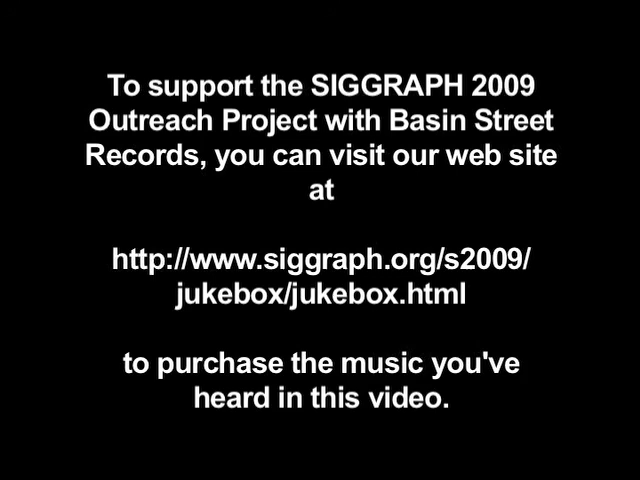 To support the SIGGRAPH 2009
Outreach Project with Basin Street
Records, you can visit our web site
at
http://www.siggraph.org/s2009/
jukebox/jukebox.html
to purchase the music you've
heard in this video.